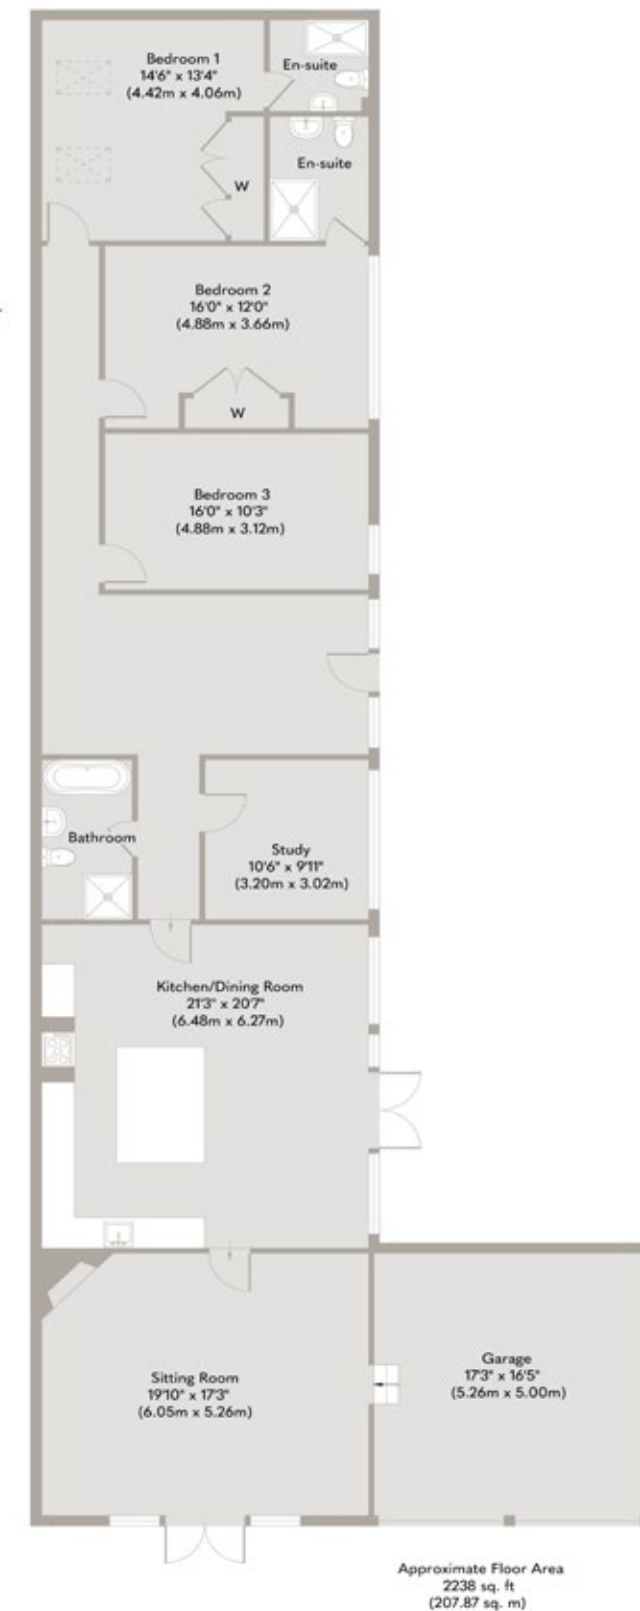 Bedroom 1
14'6" x 13'4"
(4.42m x 4.06m)
En-suite
En-suite
W
Bedroom 2
16'0" x 12'0"
(4.88m x 3.66m)
W
Bedroom 3
16'0" x 10'3"
(4.88m x 3.12m)
Bathroom
Study
10'6" x 9'11"
(3.20m x 3.02m)
Kitchen/Dining Room
21'3" x 20'7"
(6.48m x 6.27m)
Sitting Room
19'10" x 17'3"
(6.05m x 5.26m)
Garage
17'3" x 16'5"
(5.26m x 5.00m)
Approximate Floor Area
2238 sq. ft
(207.87 sq. m)